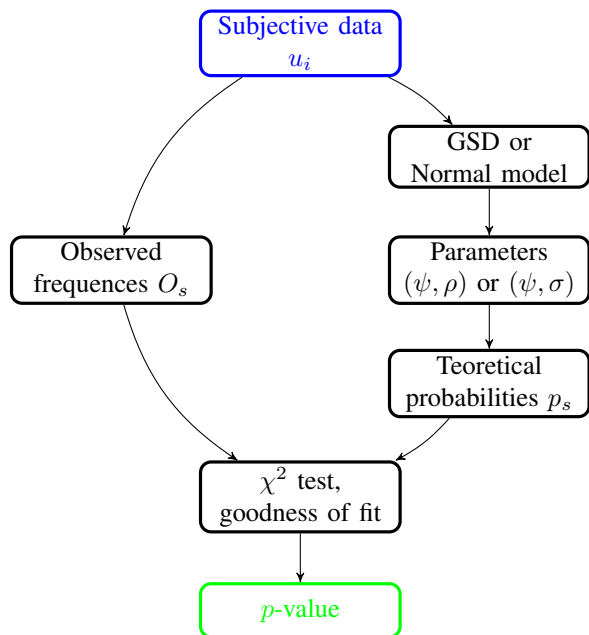 Subjective data
u_i
GSD or
Normal model
Observed
frequences O_s
Parameters
(ψ, ρ) or (ψ, σ)
Teoretical
probabilities p_s
χ² test,
goodness of fit
p-value